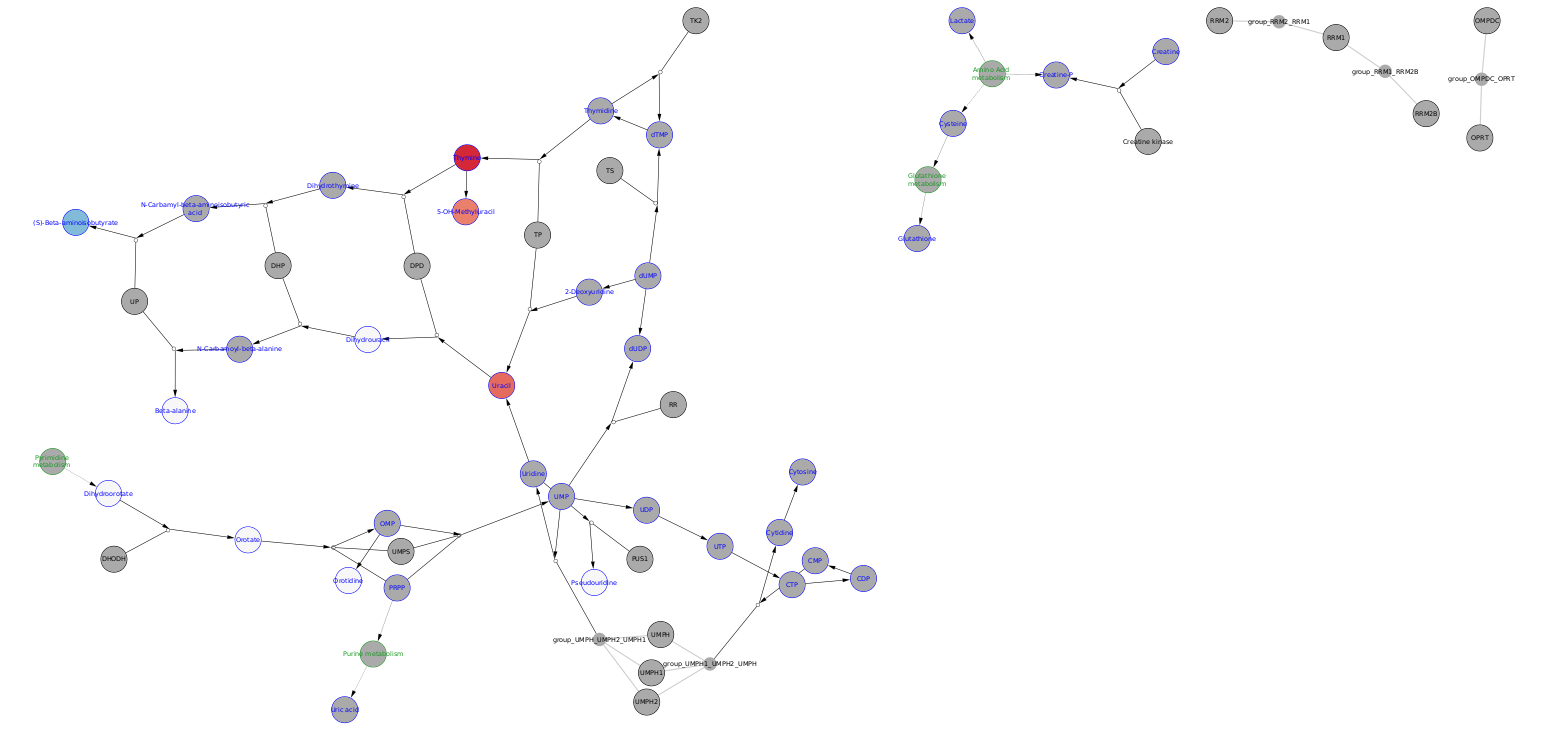 TK2
Lactate
RRM2
group_RRM2_RRM1
OMPDC
RRM1
Creatine
Amino Acid
metabolism
Creatine-P
group_RRM1_RRM2B
group_OMPDC_OPRT
Thymidine
dTMP
Cysteine
RRM2B
OPRT
Creatine kinase
Thymine
TS
Glutathione
metabolism
Dihydrothymine
N-Carbamyl-beta-aminoisobutyric
acid
5-OH-Methyluracil
(S)-Beta-aminoisobutyrate
TP
Glutathione
DHP
DPD
dUMP
2-Deoxyuridine
UP
Dihydrouracil
N-Carbamoyl-beta-alanine
dUDP
Uracil
RR
Beta-alanine
Pyrimidine
metabolism
Uridine
Cytosine
Dihydroorotate
UMP
UDP
OMP
Cytidine
Orotate
UTP
UMPS
DHODH
PUS1
CMP
Orotidine
Pseudouridine
CDP
PRPP
CTP
group_UMPH_UMPH2_UMPH1
UMPH
Purine metabolism
group_UMPH1_UMPH2_UMPH
UMPH1
UMPH2
Uric acid